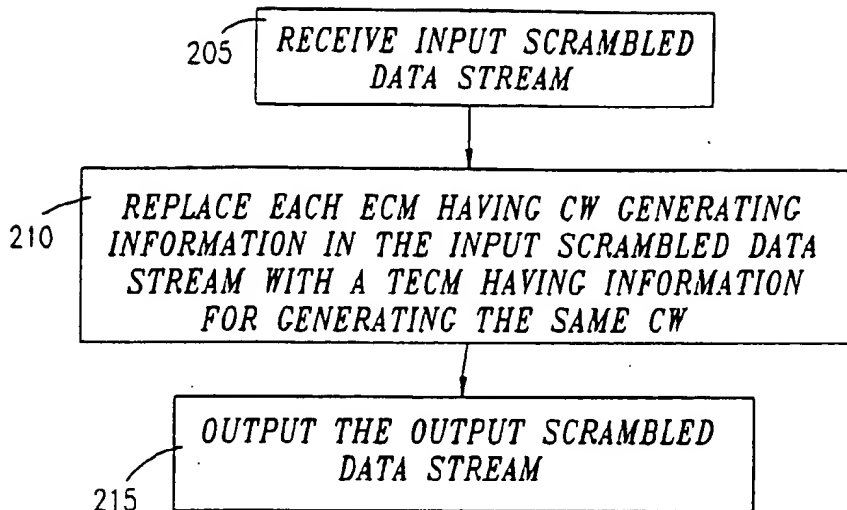 205
RECEIVE INPUT SCRAMBLED
DATA STREAM
210
REPLACE EACH ECM HAVING CW GENERATING
INFORMATION IN THE INPUT SCRAMBLED DATA
STREAM WITH A TECM HAVING INFORMATION
FOR GENERATING THE SAME CW
215
OUTPUT THE OUTPUT SCRAMBLED
DATA STREAM